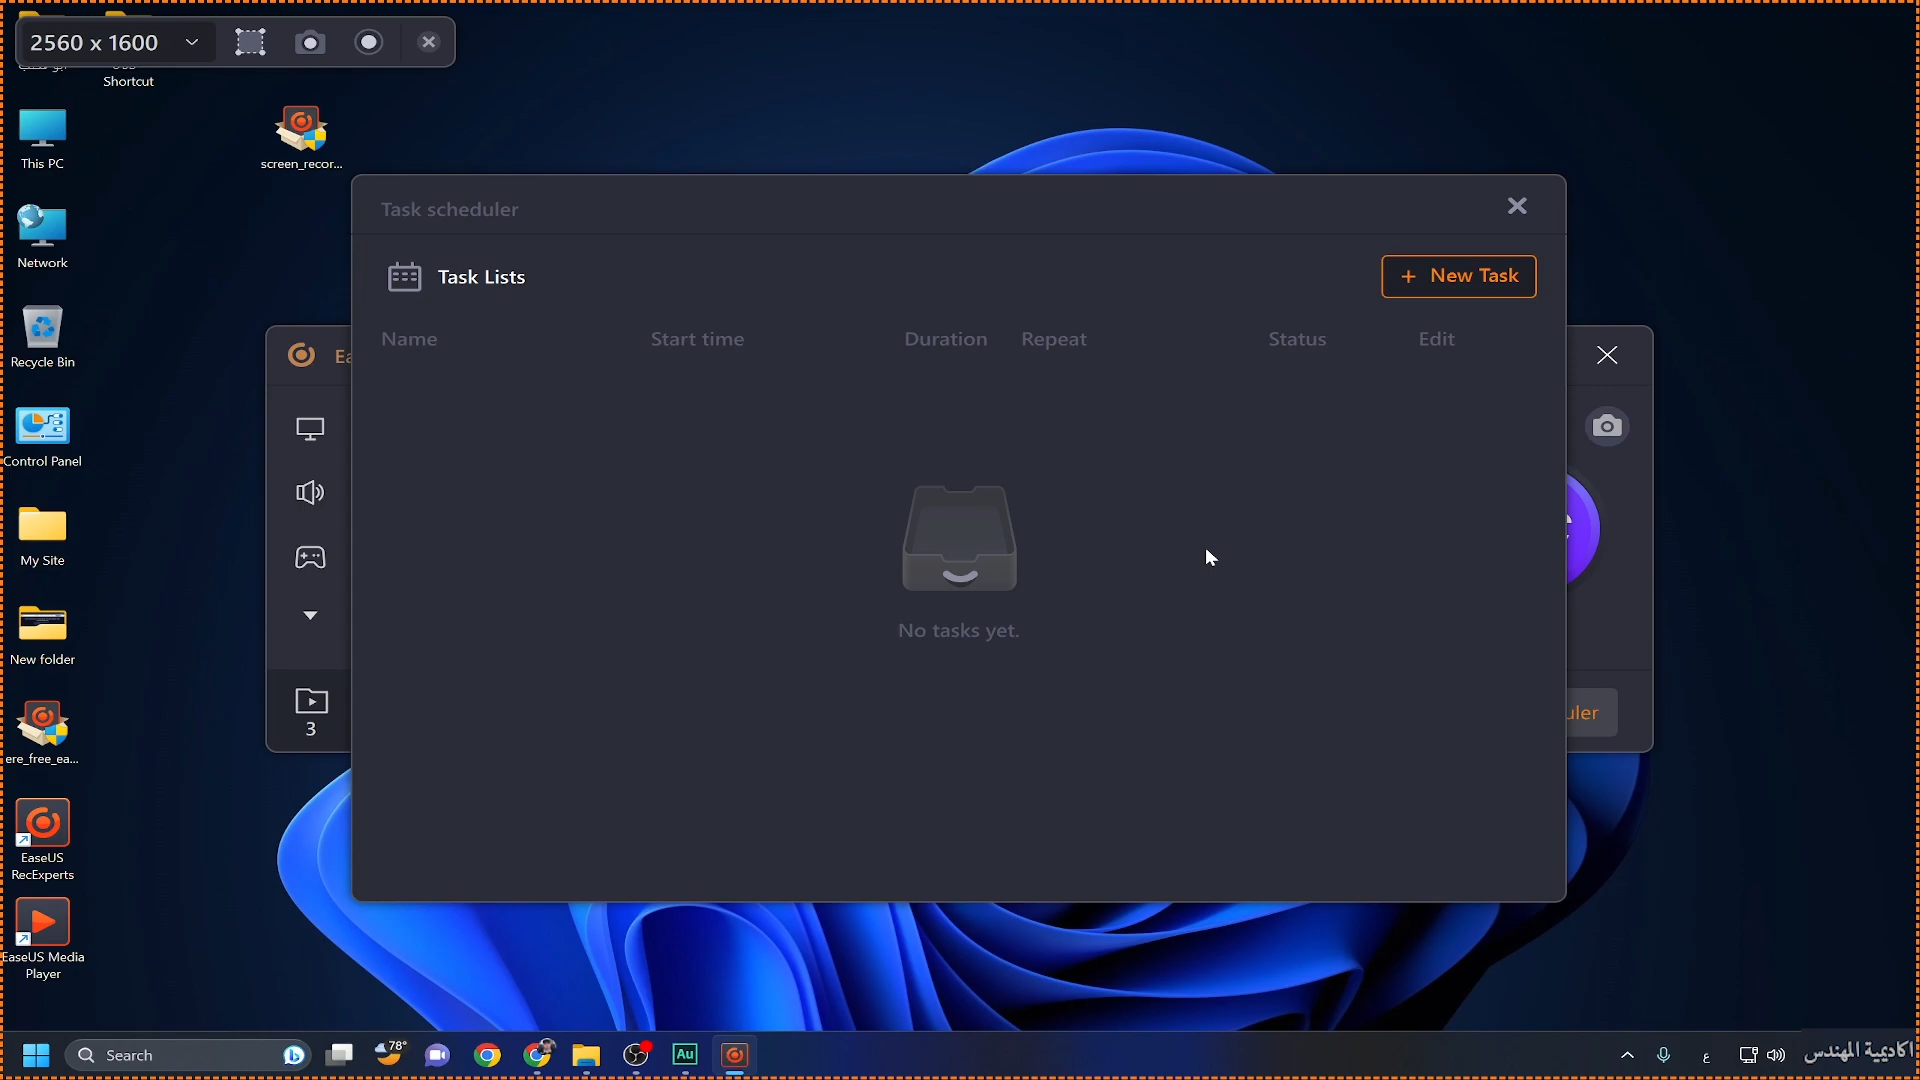 2560 x 1600
Shortcut
This PC
screen_recor...
Network
Recycle Bin
Control Panel
My Site
New folder
ere_free_ea...
EaseUS
RecExperts
EaseUS Media
Player
Task scheduler
Task Lists
+ New Task
Name
Start time
Duration
Repeat
Status
Edit
No tasks yet.
Ea
3
uler
Search
78°
Au
ع
اكاديمية المهندس